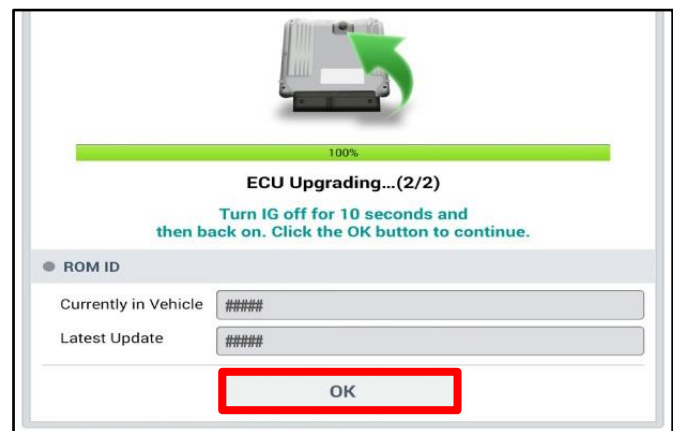 100%
ECU Upgrading...(2/2)
Turn IG off for 10 seconds and
then back on. Click the OK button to continue.
ROM ID
Currently in Vehicle #####
Latest Update #####
OK